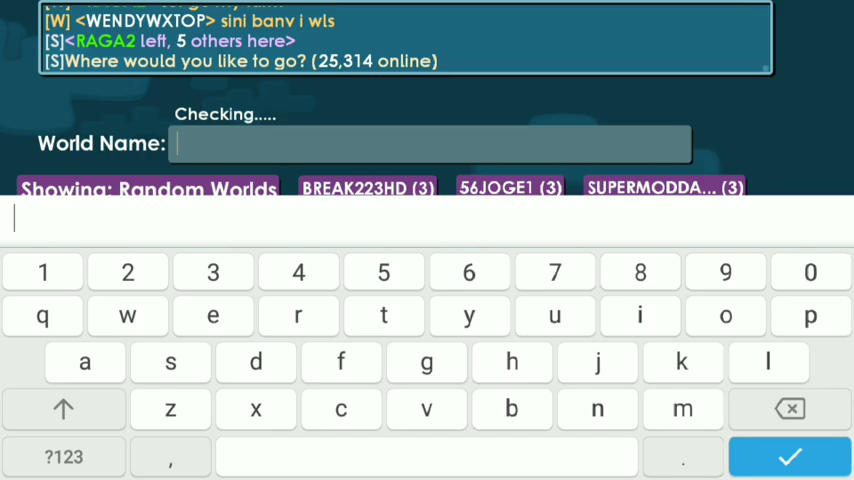 [W] <WENDYWXTOP> sini banv i wls
[S]<RAGA2 left, 5 others here>
[S]Where would you like to go? (25,314 online)
Checking.....
World Name:
Showing: Random Worlds BREAK223HD (3) 56JOGE1 (3) SUPERMODDA... (3)
1 2 3 4 5 6 7 8 9 0
q w e r t y u i o p
a s d f g h j k l
z x c v b n m
?123 , .